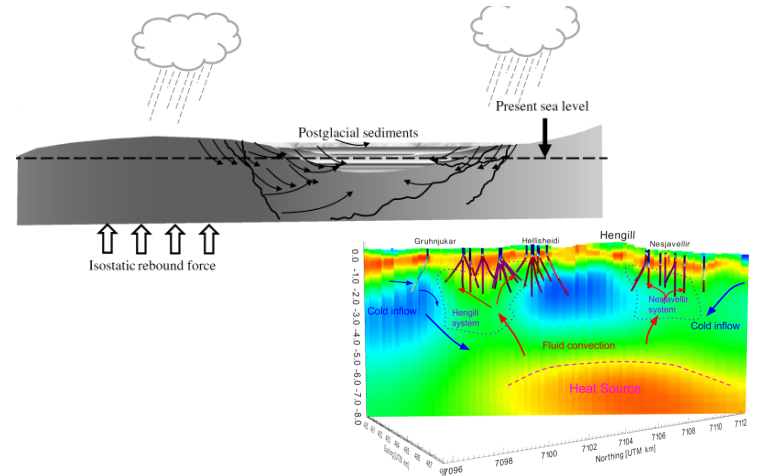 Present sea level
Postglacial sediments
Isostatic rebound force
Hengill
Gruhnjukar
Hellisheidi
Nesjavellir
0.0
-1.0
-2.0
-3.0
-4.0
-5.0
-6.0
-7.0
-8.0
Cold inflow
Hengill
system
Nesjavellir
system
Cold inflow
Fluid convection
Heat Source
7096
7098
7100
7102
7104
7106
7108
7110
7112
Northing [UTM km]